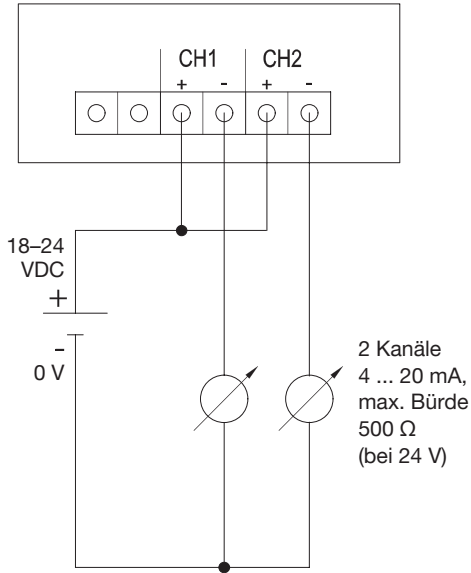 CH1 CH2
+ - + -
18–24
VDC
+
-
0 V
2 Kanäle
4 ... 20 mA,
max. Bürde
500 Ω
(bei 24 V)